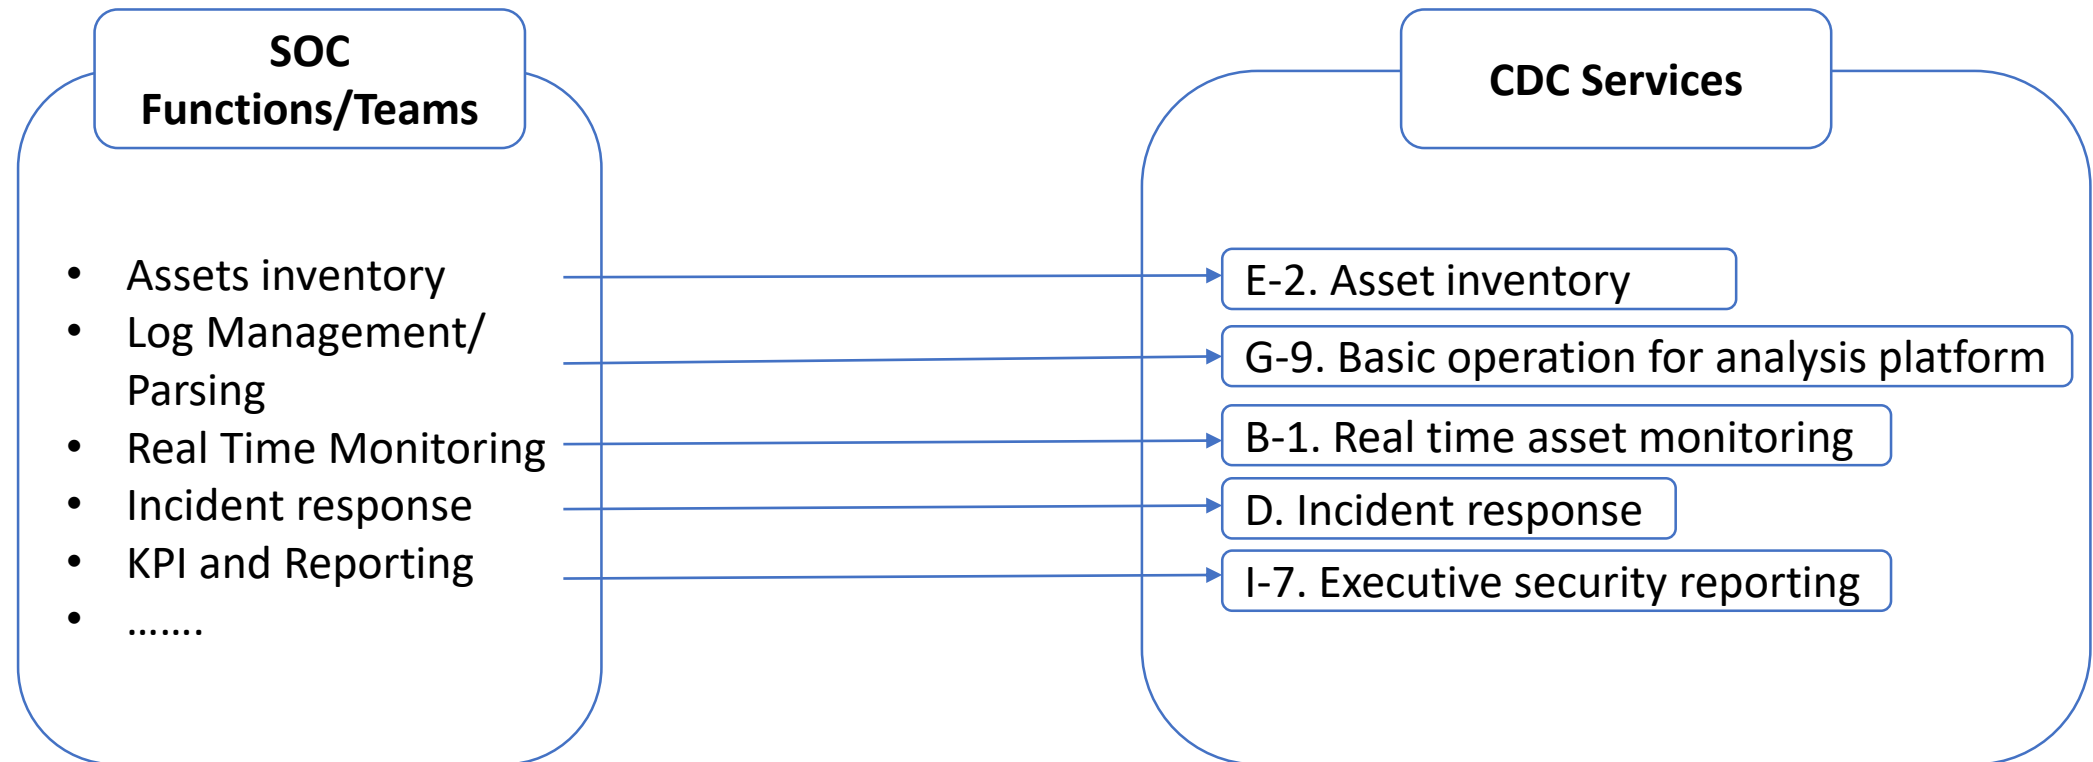 SOC
Functions/Teams
• Assets inventory
• Log Management/
Parsing
• Real Time Monitoring
• Incident response
• KPI and Reporting
• .......
CDC Services
E-2. Asset inventory
G-9. Basic operation for analysis platform
B-1. Real time asset monitoring
D. Incident response
I-7. Executive security reporting